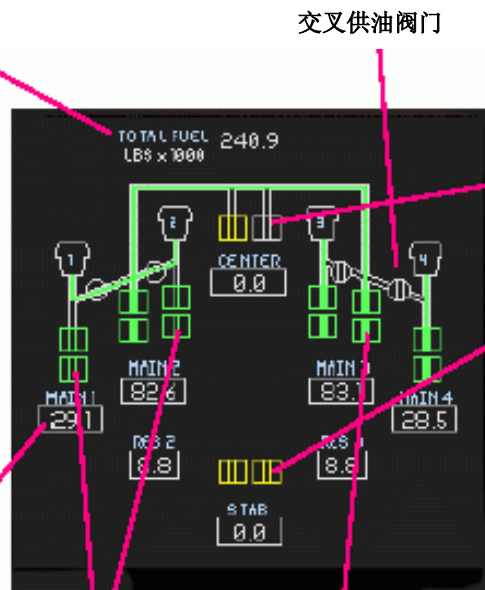 交叉供油阀门
TOTAL FUEL 240.9
LBS x 1000
1 2 3 4
CENTER
0.0
MAIN 1 MAIN 2 MAIN 3 MAIN 4
29.1 82.6 83. 28.5
RES 2 RES 3
8.8 8.8
STAB
0.0